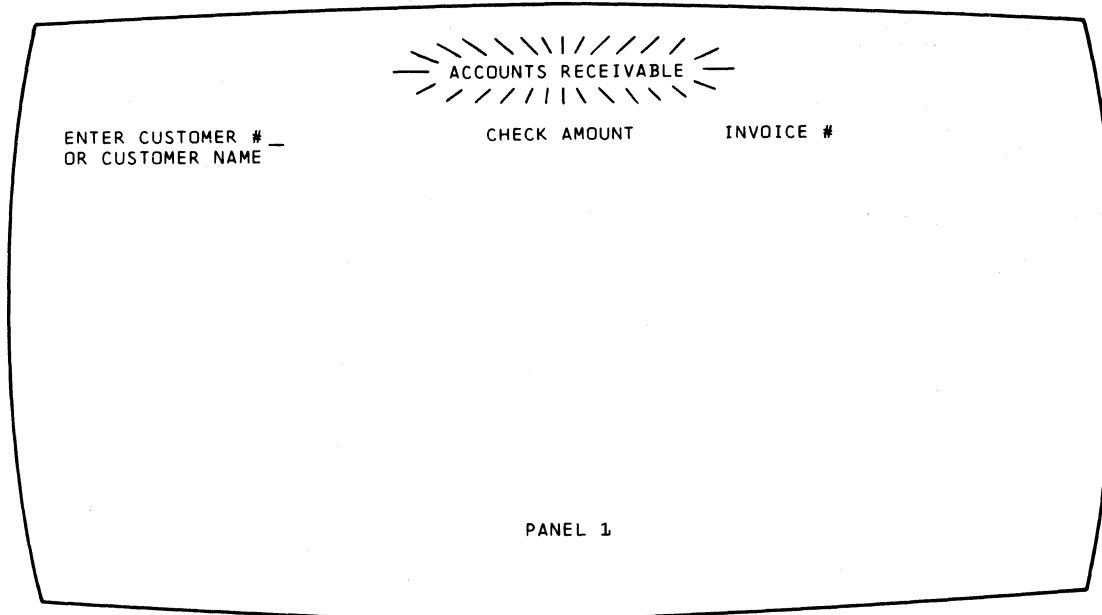 ACCOUNTS RECEIVABLE
ENTER CUSTOMER # _ CHECK AMOUNT INVOICE #
OR CUSTOMER NAME
PANEL 1